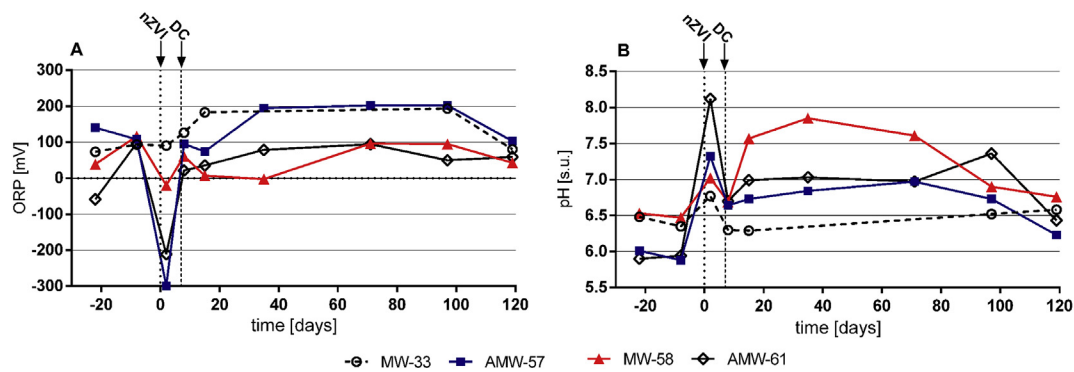 nZVI DC
A
300
200
100
0
-100
-200
-300
ORP [mV]
-20 0 20 40 60 80 100 120
time [days]
nZVI DC
B
8.5
8.0
7.5
7.0
6.5
6.0
5.5
pH [s.u.]
-20 0 20 40 60 80 100 120
time [days]
MW-33 AMW-57 MW-58 AMW-61